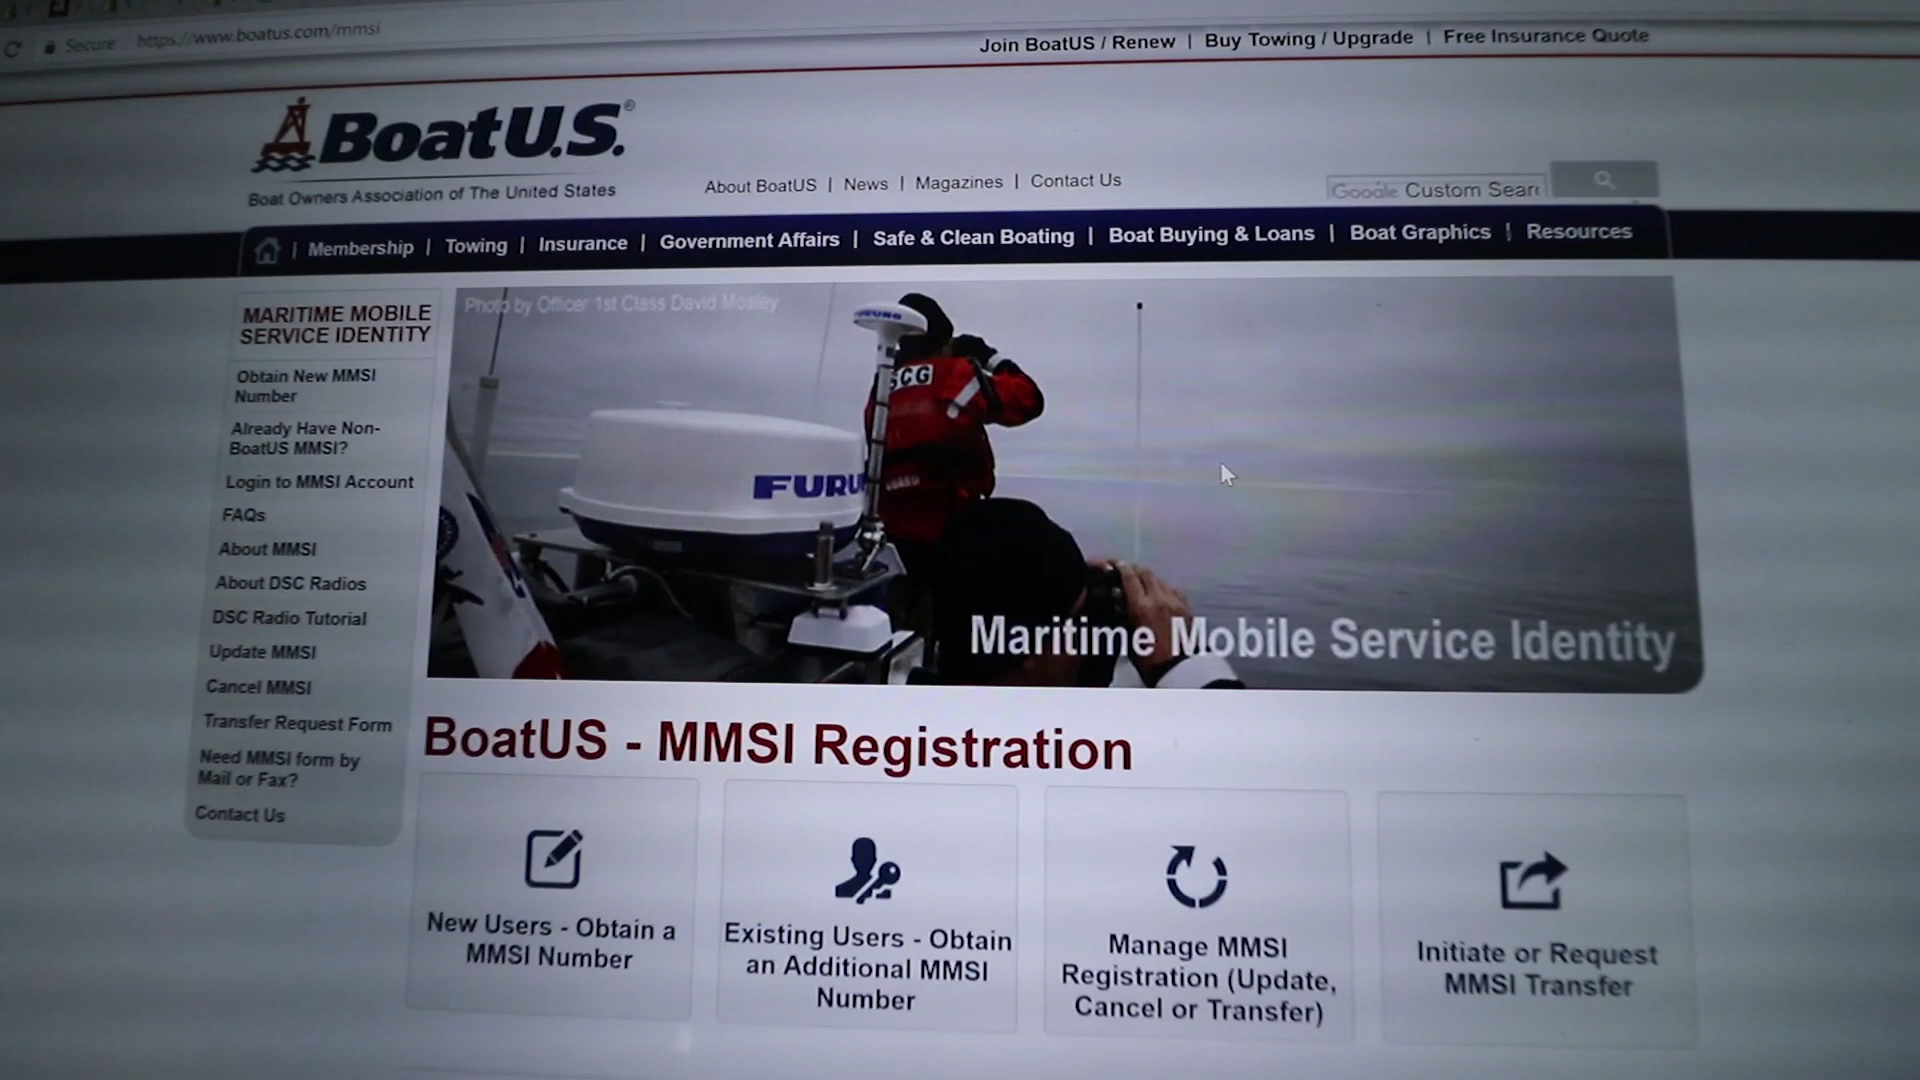 Secure https://www.boatus.com/mmsi
Join BoatUS / Renew | Buy Towing / Upgrade | Free Insurance Quote
BoatU.S.®
Boat Owners Association of The United States
About BoatUS | News | Magazines | Contact Us
Google Custom Sear
| Membership | Towing | Insurance | Government Affairs | Safe & Clean Boating | Boat Buying & Loans | Boat Graphics | Resources
MARITIME MOBILE
SERVICE IDENTITY
Obtain New MMSI
Number
Already Have Non-
BoatUS MMSI?
Login to MMSI Account
FAQs
About MMSI
About DSC Radios
DSC Radio Tutorial
Update MMSI
Cancel MMSI
Transfer Request Form
Need MMSI form by
Mail or Fax?
Contact Us
Photo by Officer 1st Class David Mosley
FURUNO
SCG
GUARD
FURU
Maritime Mobile Service Identity
BoatUS - MMSI Registration
New Users - Obtain a
MMSI Number
Existing Users - Obtain
an Additional MMSI
Number
Manage MMSI
Registration (Update,
Cancel or Transfer)
Initiate or Request
MMSI Transfer